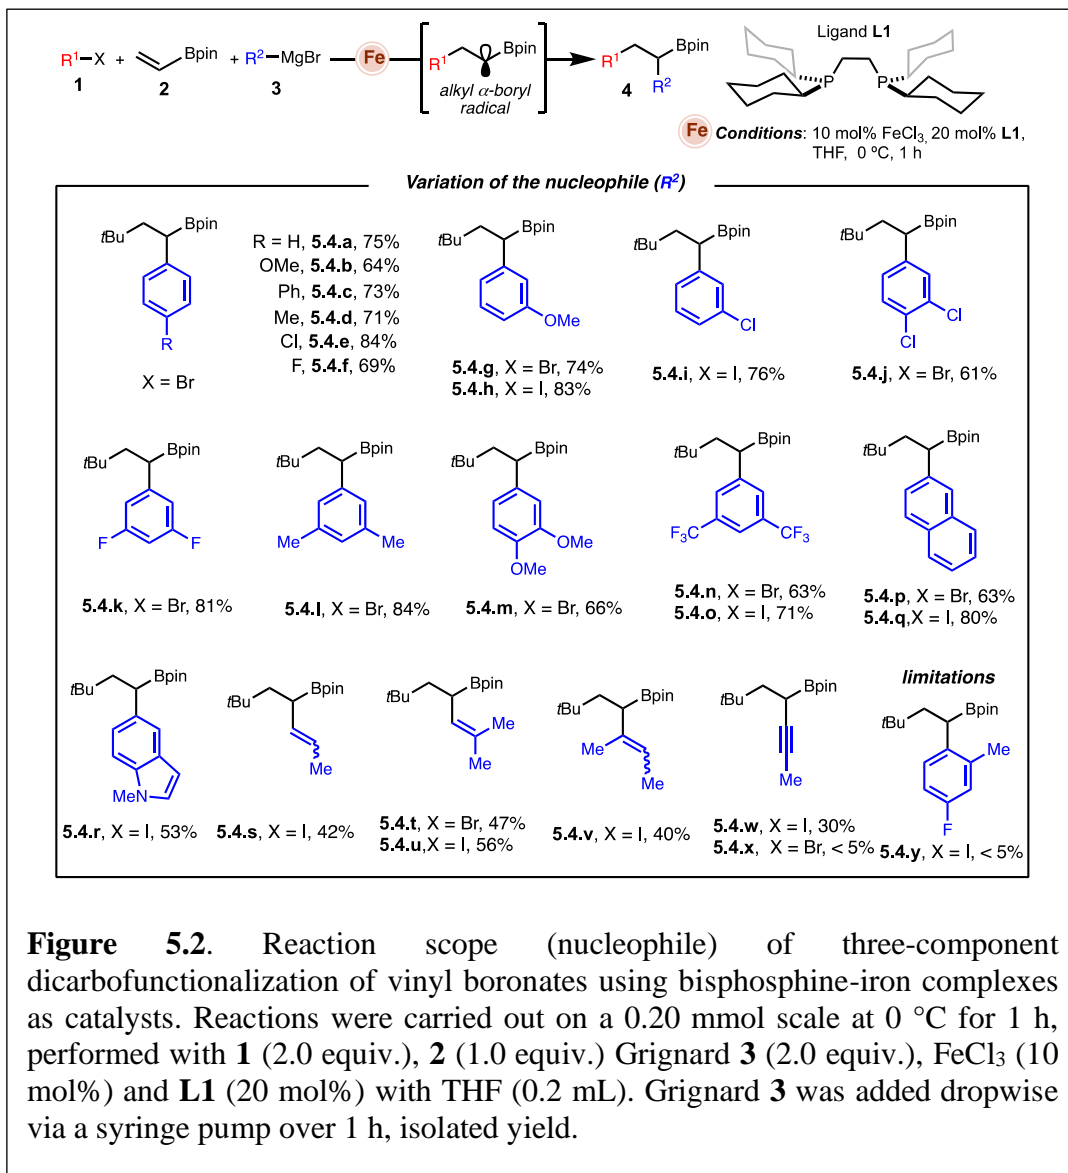 R1–X + Bpin + R2–MgBr Fe R1 Bpin R1 Bpin R2
1 2 3 alkyl α-boryl radical 4
Ligand L1
P P
Fe Conditions: 10 mol% FeCl3, 20 mol% L1,
THF, 0 ºC, 1 h
Variation of the nucleophile (R2)
tBu Bpin R
X = Br
R = H, 5.4.a, 75%
OMe, 5.4.b, 64%
Ph, 5.4.c, 73%
Me, 5.4.d, 71%
Cl, 5.4.e, 84%
F, 5.4.f, 69%
tBu Bpin OMe
5.4.g, X = Br, 74%
5.4.h, X = I, 83%
tBu Bpin Cl
5.4.i, X = I, 76%
tBu Bpin Cl Cl
5.4.j, X = Br, 61%
tBu Bpin F F
5.4.k, X = Br, 81%
tBu Bpin Me Me
5.4.l, X = Br, 84%
tBu Bpin OMe OMe
5.4.m, X = Br, 66%
tBu Bpin F3C CF3
5.4.n, X = Br, 63%
5.4.o, X = I, 71%
tBu Bpin
5.4.p, X = Br, 63%
5.4.q,X = I, 80%
tBu Bpin MeN
5.4.r, X = I, 53%
tBu Bpin Me
5.4.s, X = I, 42%
tBu Bpin Me Me
5.4.t, X = Br, 47%
5.4.u,X = I, 56%
tBu Bpin Me Me
5.4.v, X = I, 40%
tBu Bpin Me
5.4.w, X = I, 30%
5.4.x, X = Br, < 5%
limitations
tBu Bpin Me F
5.4.y, X = I, < 5%
Figure 5.2. Reaction scope (nucleophile) of three-component
dicarbofunctionalization of vinyl boronates using bisphosphine-iron complexes
as catalysts. Reactions were carried out on a 0.20 mmol scale at 0 °C for 1 h,
performed with 1 (2.0 equiv.), 2 (1.0 equiv.) Grignard 3 (2.0 equiv.), FeCl3 (10
mol%) and L1 (20 mol%) with THF (0.2 mL). Grignard 3 was added dropwise
via a syringe pump over 1 h, isolated yield.